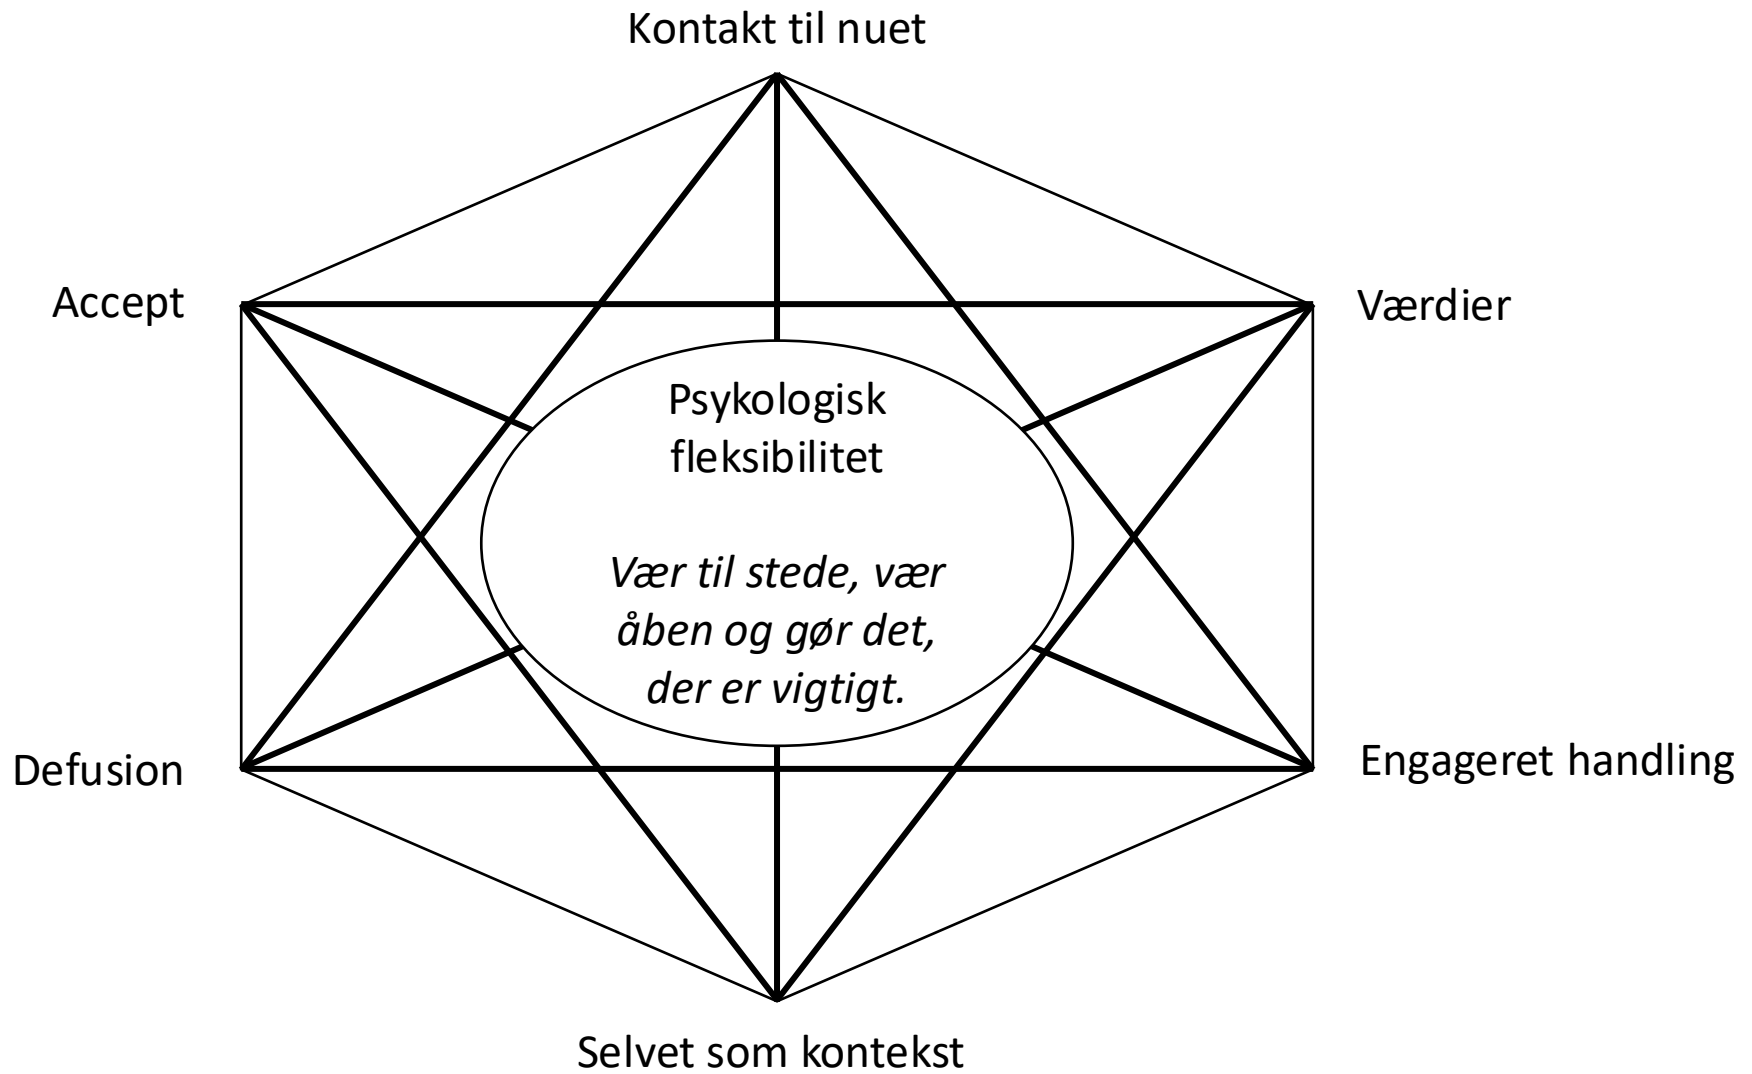 Kontakt til nuet
Accept
Værdier
Psykologisk
fleksibilitet
Vær til stede, vær
åben og gør det,
der er vigtigt.
Defusion
Engageret handling
Selvet som kontekst